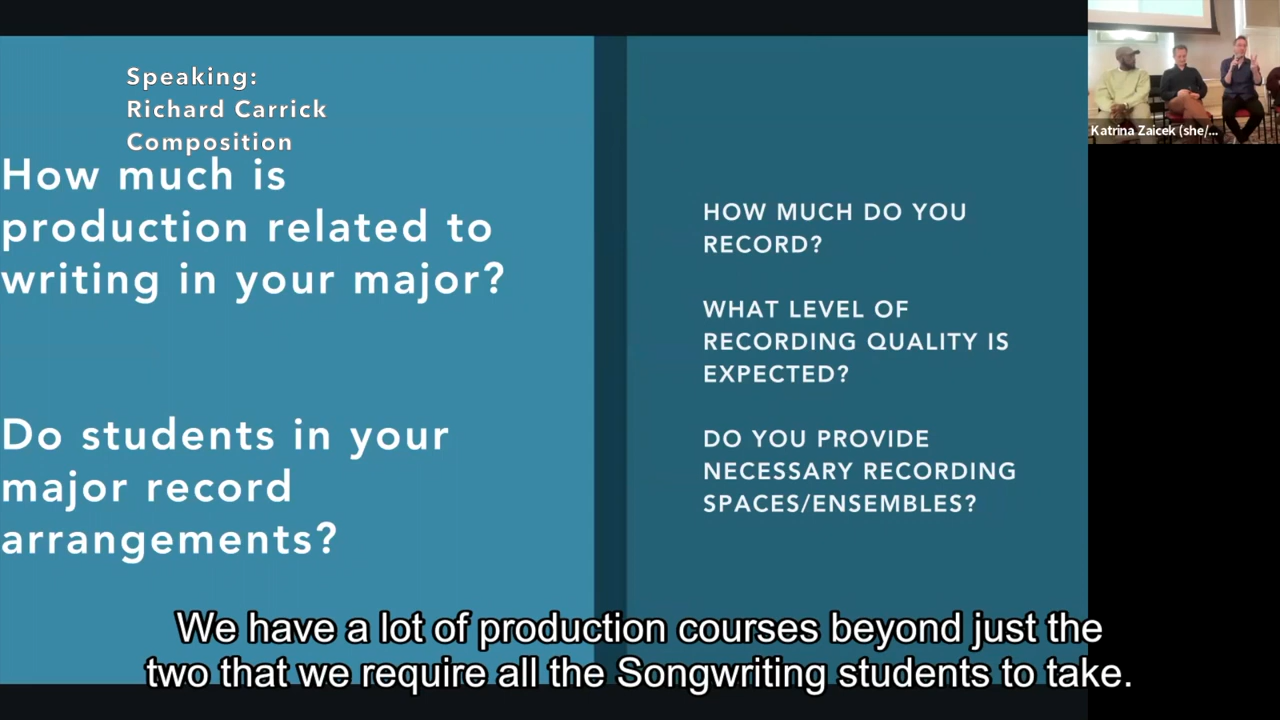 Speaking:
Richard Carrick
Composition
How much is
production related to
writing in your major?
Do students in your
major record
arrangements?
HOW MUCH DO YOU
RECORD?
WHAT LEVEL OF
RECORDING QUALITY IS
EXPECTED?
DO YOU PROVIDE
NECESSARY RECORDING
SPACES/ENSEMBLES?
Katrina Zaicek (she/...
We have a lot of production courses beyond just the
two that we require all the Songwriting students to take.